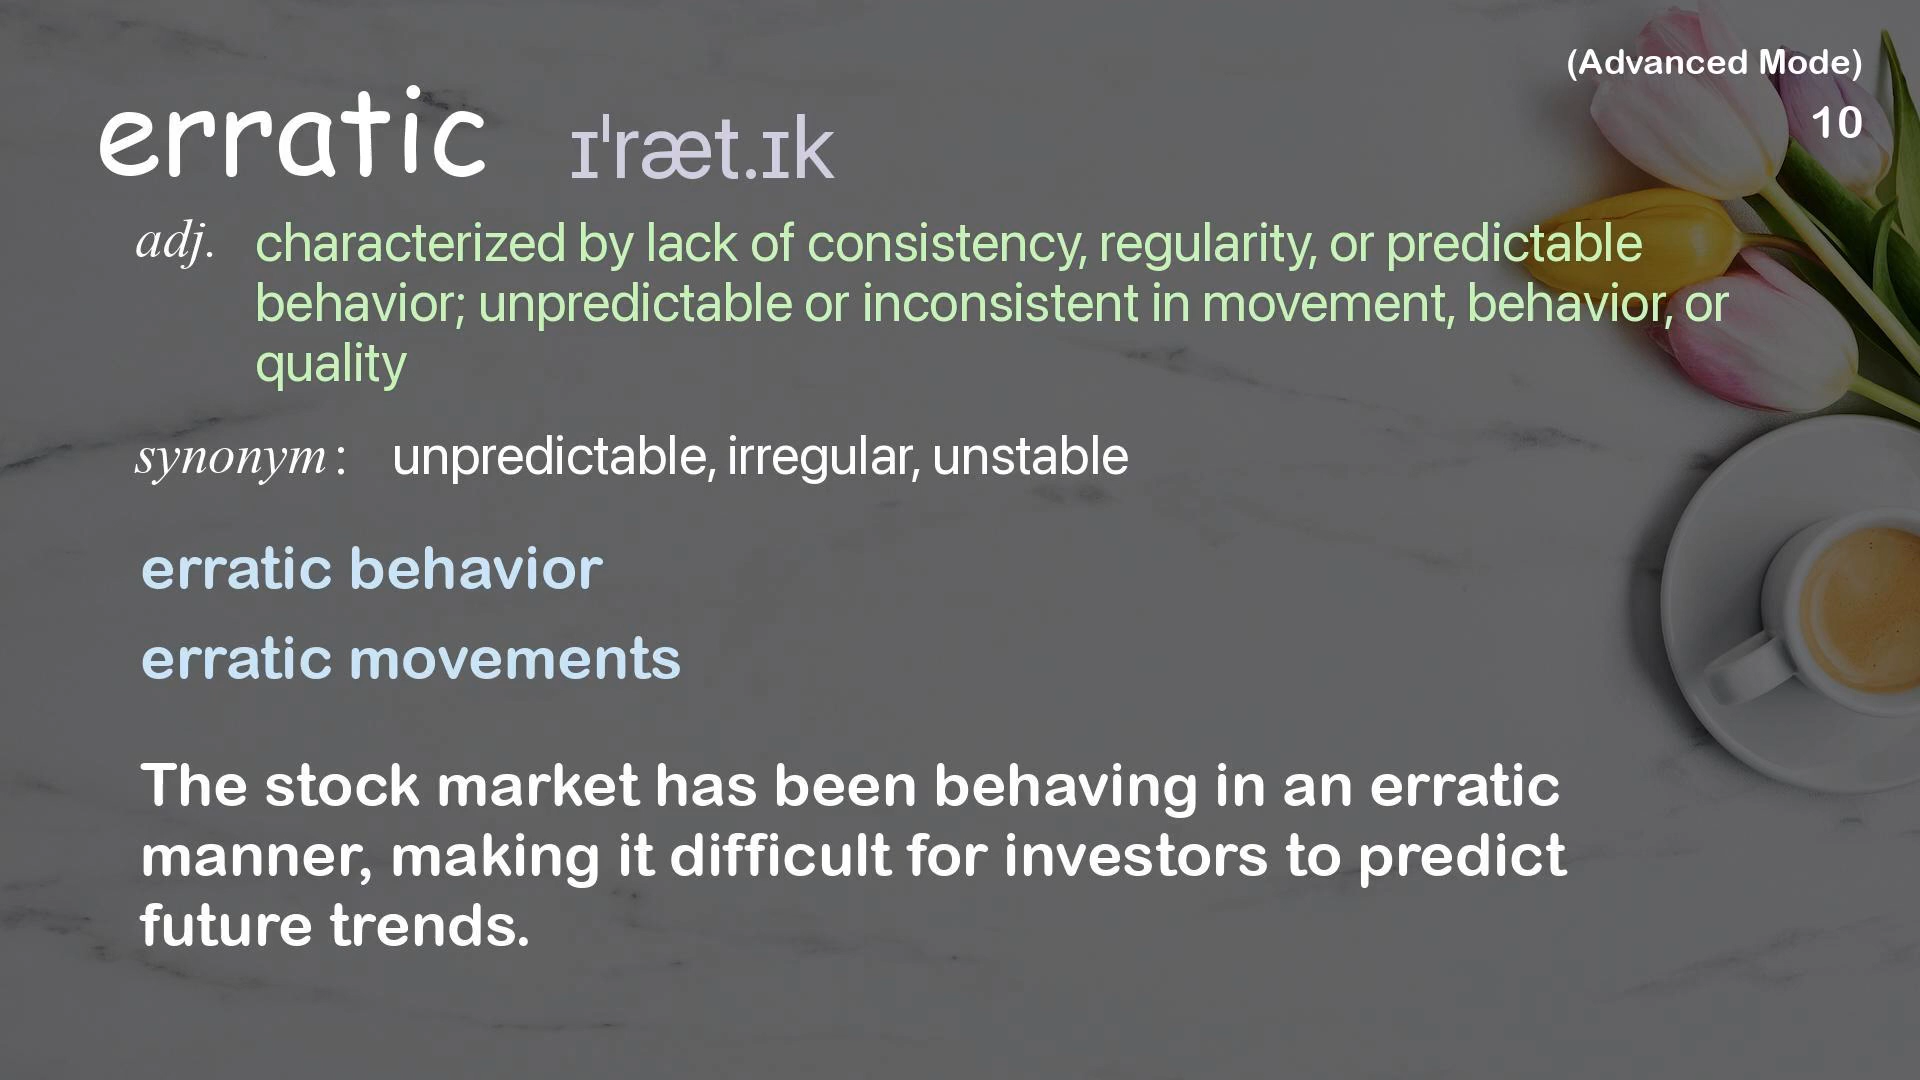 (Advanced Mode)
10
erratic ɪˈræt.ɪk
adj. characterized by lack of consistency, regularity, or predictable
behavior; unpredictable or inconsistent in movement, behavior, or
quality
synonym : unpredictable, irregular, unstable
erratic behavior
erratic movements
The stock market has been behaving in an erratic
manner, making it difficult for investors to predict
future trends.